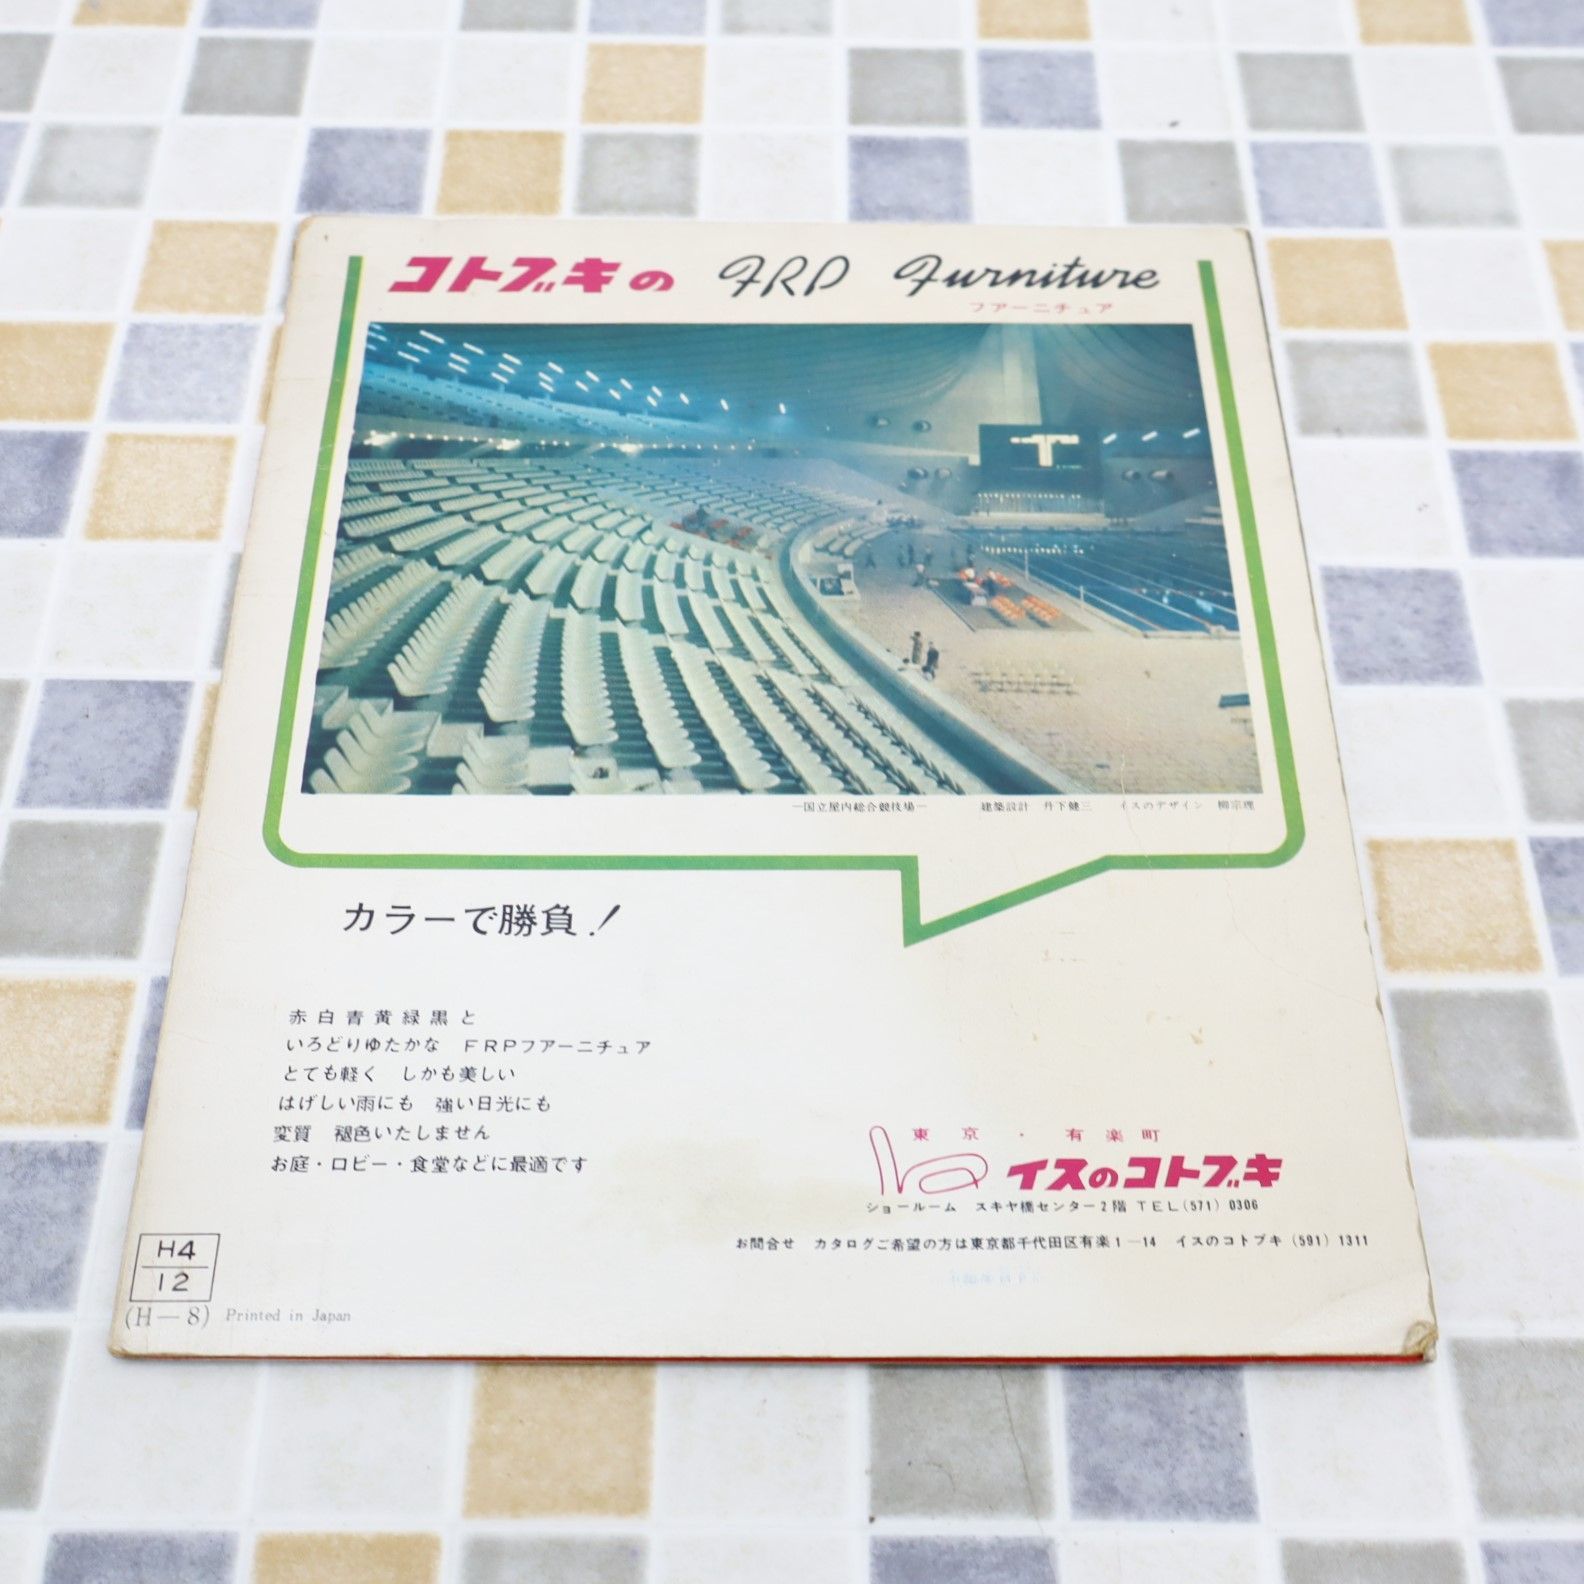 コトブキの FRP Furniture
フアーニチュア
―国立屋内総合競技場― 建築設計 丹下健三 イスのデザイン 柳宗理
カラーで勝負!
赤白青黄緑黒と
いろどりゆたかな FRPフアーニチュア
とても軽く しかも美しい
はげしい雨にも 強い日光にも
変質 褪色いたしません
お庭・ロビー・食堂などに最適です
東京・有楽町
イスのコトブキ
ショールーム スキヤ橋センター2階 TEL(571) 0306
お問合せ カタログご希望の方は東京都千代田区有楽1―14 イスのコトブキ (591) 1311
H4
12
(H―8) Printed in Japan